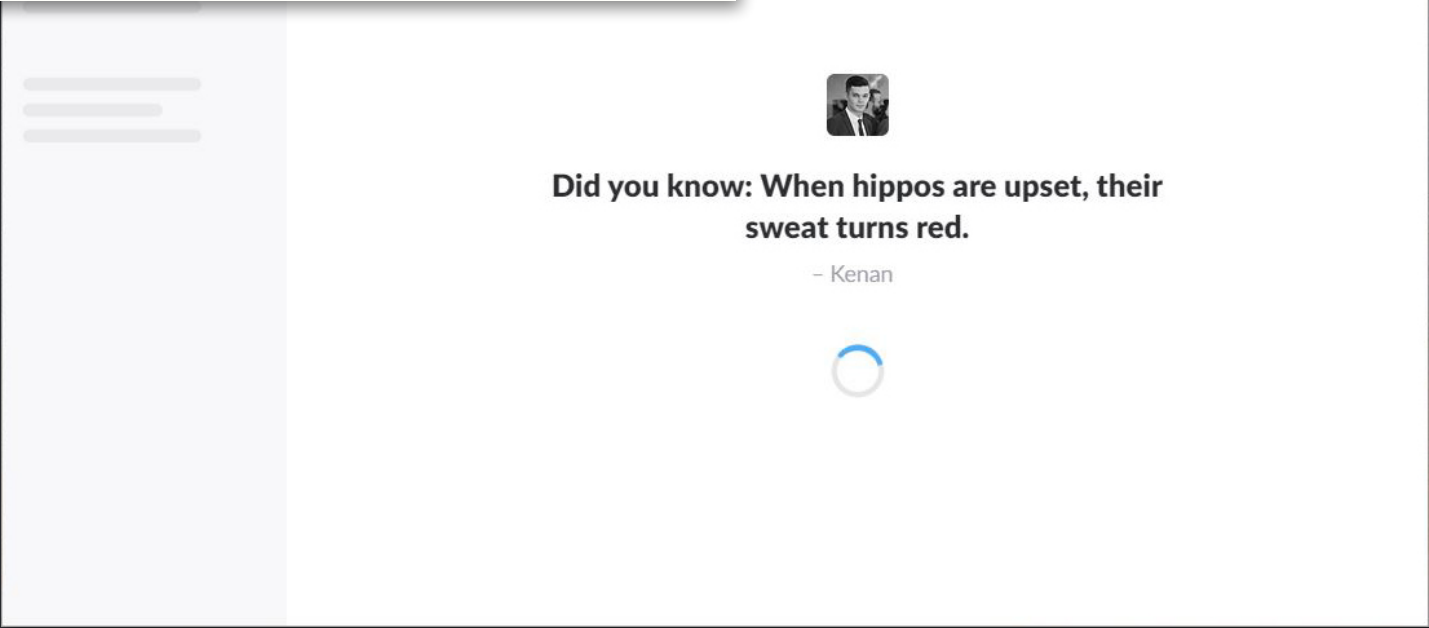 Did you know: When hippos are upset, their
sweat turns red.
– Kenan